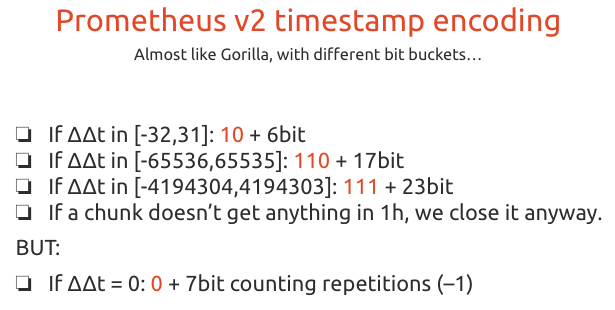 Prometheus v2 timestamp encoding
Almost like Gorilla, with different bit buckets…
❏ If ΔΔt in [-32,31]: 10 + 6bit
❏ If ΔΔt in [-65536,65535]: 110 + 17bit
❏ If ΔΔt in [-4194304,4194303]: 111 + 23bit
❏ If a chunk doesn’t get anything in 1h, we close it anyway.
BUT:
❏ If ΔΔt = 0: 0 + 7bit counting repetitions (–1)